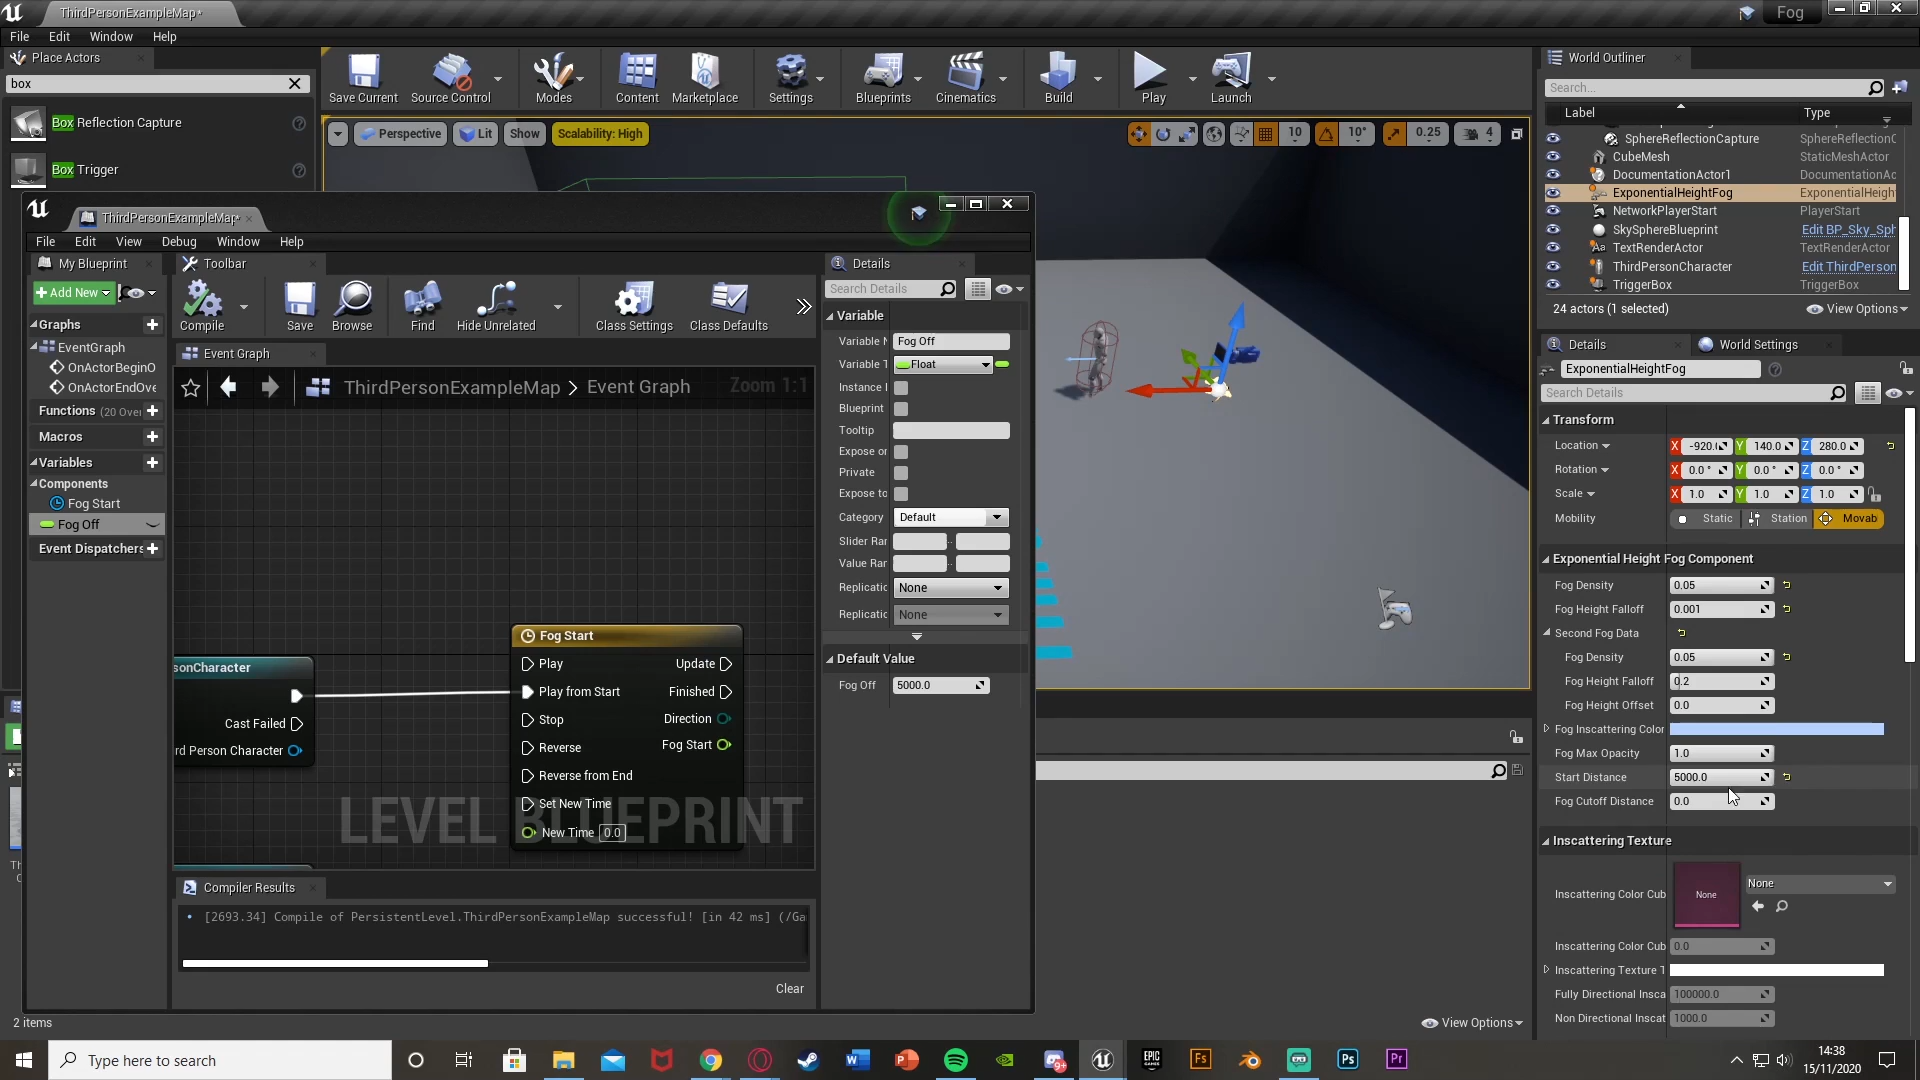 ThirdPersonExampleMap*
Fog
File Edit Window Help
Place Actors
box
Box Reflection Capture
Box Trigger
Save Current Source Control Modes Content Marketplace Settings Blueprints Cinematics Build Play Launch
Perspective Lit Show Scalability: High
10 10° 0.25 4
World Outliner
Search...
Label Type
SphereReflectionCapture SphereReflectionC
CubeMesh StaticMeshActor
DocumentationActor1 DocumentationAc
ExponentialHeightFog ExponentialHeigh
NetworkPlayerStart PlayerStart
SkySphereBlueprint Edit BP_Sky_Sph
TextRenderActor TextRenderActor
ThirdPersonCharacter Edit ThirdPerson
TriggerBox TriggerBox
24 actors (1 selected) View Options
ThirdPersonExampleMap*
File Edit View Debug Window Help
My Blueprint
Add New
Graphs
EventGraph
OnActorBeginO
OnActorEndOve
Functions (20 Over
Macros
Variables
Components
Fog Start
Fog Off
Event Dispatchers
Toolbar
Compile Save Browse Find Hide Unrelated Class Settings Class Defaults
Event Graph
ThirdPersonExampleMap > Event Graph Zoom 1:1
sonCharacter
Cast Failed
rd Person Character
Fog Start
Play Update
Play from Start Finished
Stop Direction
Reverse Fog Start
Reverse from End
Set New Time
New Time 0.0
LEVEL BLUEPRINT
Compiler Results
[2693.34] Compile of PersistentLevel.ThirdPersonExampleMap successful! [in 42 ms] (/Ga
Clear
Details
Search Details
Variable
Variable N Fog Off
Variable T Float
Instance
Blueprint
Tooltip
Expose or
Private
Expose to
Category Default
Slider Rar
Value Rar
Replicatic None
Replicatic None
Default Value
Fog Off 5000.0
Details World Settings
ExponentialHeightFog
Search Details
Transform
Location X -920.( Y 140.0 Z 280.0
Rotation X 0.0 ° Y 0.0 ° Z 0.0 °
Scale X 1.0 Y 1.0 Z 1.0
Mobility Static Station Movab
Exponential Height Fog Component
Fog Density 0.05
Fog Height Falloff 0.001
Second Fog Data
Fog Density 0.05
Fog Height Falloff 0.2
Fog Height Offset 0.0
Fog Inscattering Color
Fog Max Opacity 1.0
Start Distance 5000.0
Fog Cutoff Distance 0.0
Inscattering Texture
Inscattering Color Cub None None
Inscattering Color Cub 0.0
Inscattering Texture T
Fully Directional Insca 100000.0
Non Directional Inscat 1000.0
2 items
View Options
Type here to search
14:38
15/11/2020